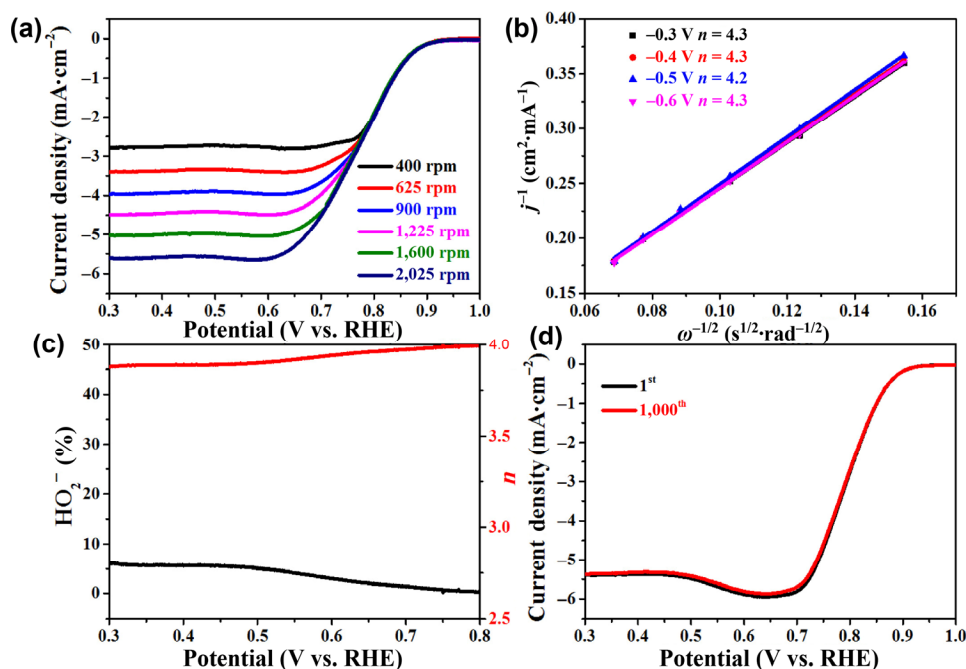 (a)
Current density (mA·cm−2)
0
−1
−2
−3
−4
−5
−6
400 rpm
625 rpm
900 rpm
1,225 rpm
1,600 rpm
2,025 rpm
0.3 0.4 0.5 0.6 0.7 0.8 0.9 1.0
Potential (V vs. RHE)
(b)
j−1 (cm2·mA−1)
0.40
0.35
0.30
0.25
0.20
0.15
−0.3 V n = 4.3
−0.4 V n = 4.3
−0.5 V n = 4.2
−0.6 V n = 4.3
0.06 0.08 0.10 0.12 0.14 0.16
ω−1/2 (s1/2·rad−1/2)
(c)
HO2− (%)
50
45
40
35
30
25
20
15
10
5
0
4.0
3.5
3.0
2.5
n
0.3 0.4 0.5 0.6 0.7 0.8
Potential (V vs. RHE)
(d)
Current density (mA·cm−2)
0
−1
−2
−3
−4
−5
−6
1st
1,000th
0.3 0.4 0.5 0.6 0.7 0.8 0.9 1.0
Potential (V vs. RHE)